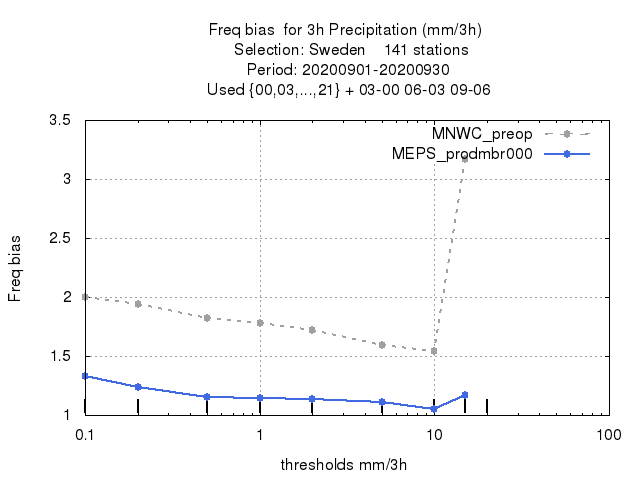 Freq bias  for 3h Precipitation (mm/3h)
Selection: Sweden    141 stations
Period: 20200901-20200930
Used {00,03,...,21} + 03-00 06-03 09-06
3.5
MNWC_preop
MEPS_prodmbr000
3
2.5
Freq bias
2
1.5
1
0.1 1 10 100
thresholds mm/3h